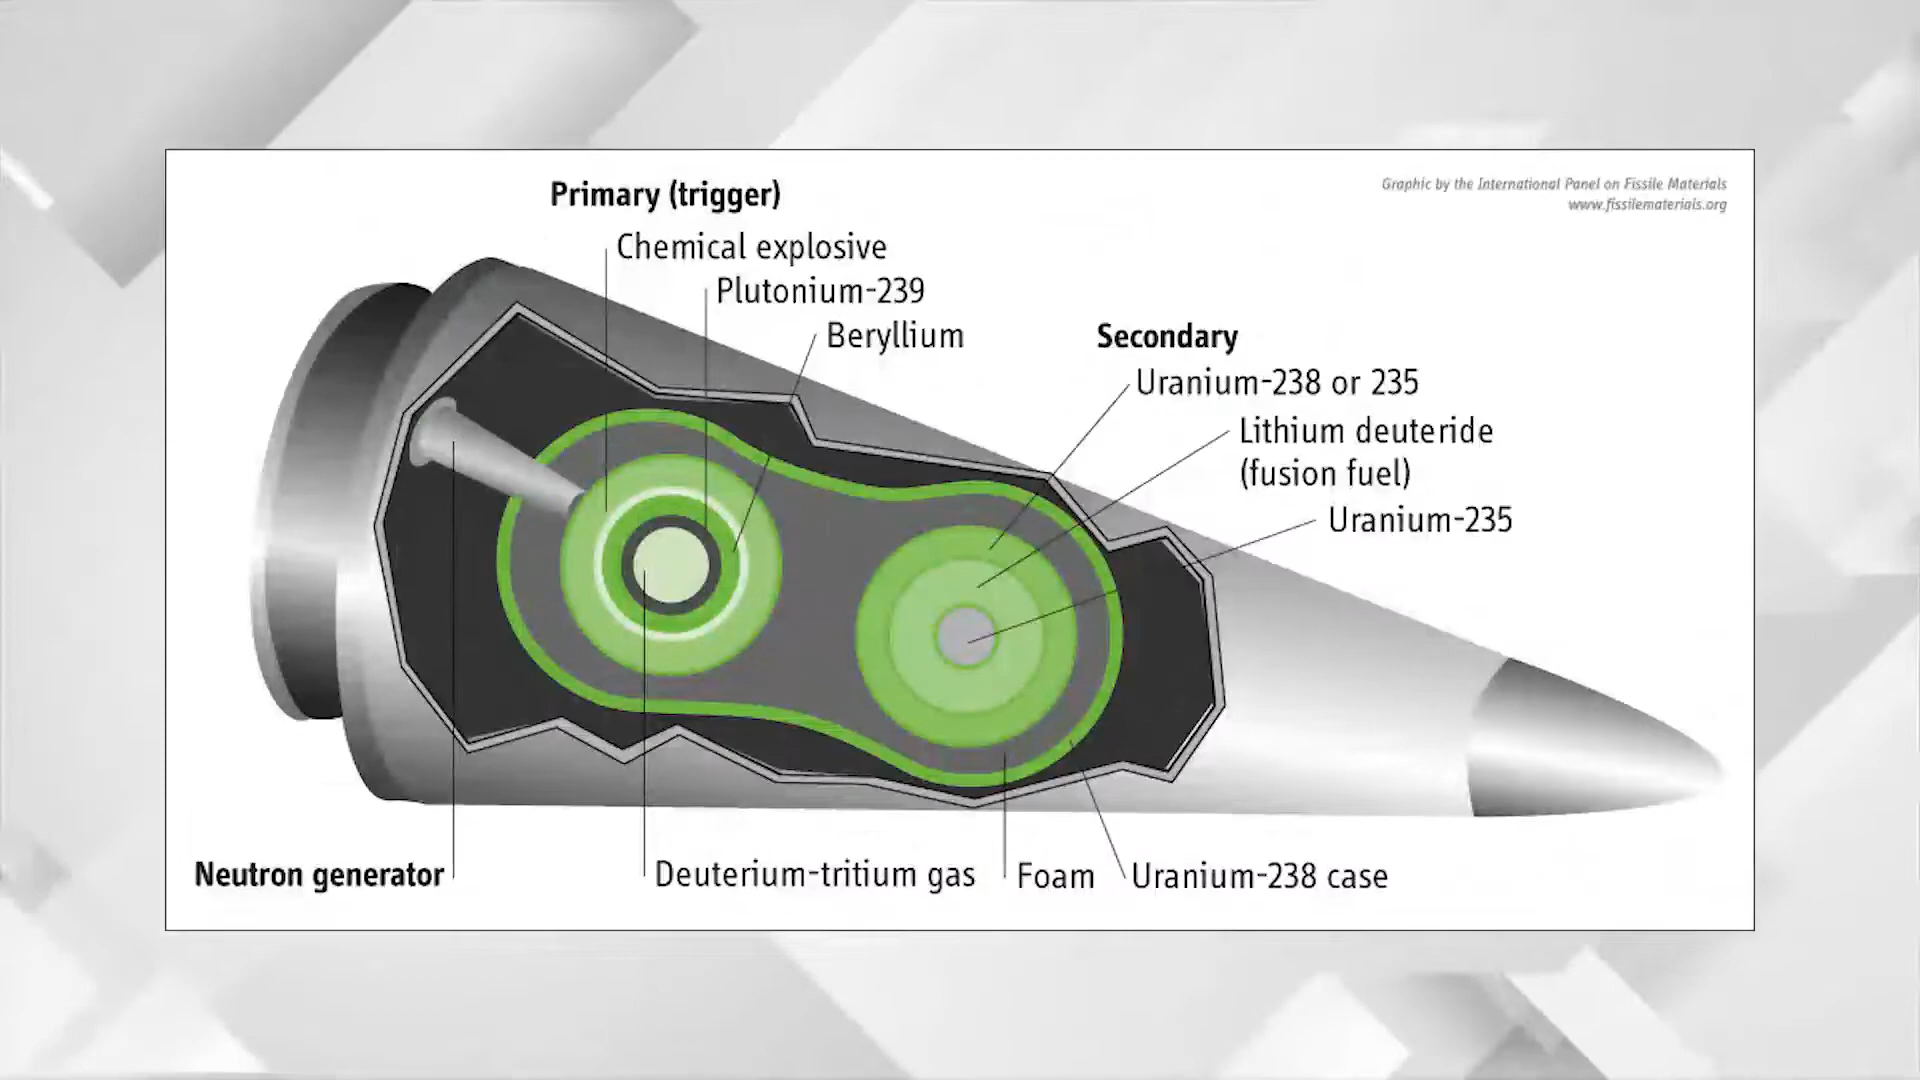 Graphic by the International Panel on Fissile Materials
www.fissilematerials.org
Primary (trigger)
Chemical explosive
Plutonium-239
Beryllium
Secondary
Uranium-238 or 235
Lithium deuteride
(fusion fuel)
Uranium-235
Neutron generator
Deuterium-tritium gas
Foam
Uranium-238 case